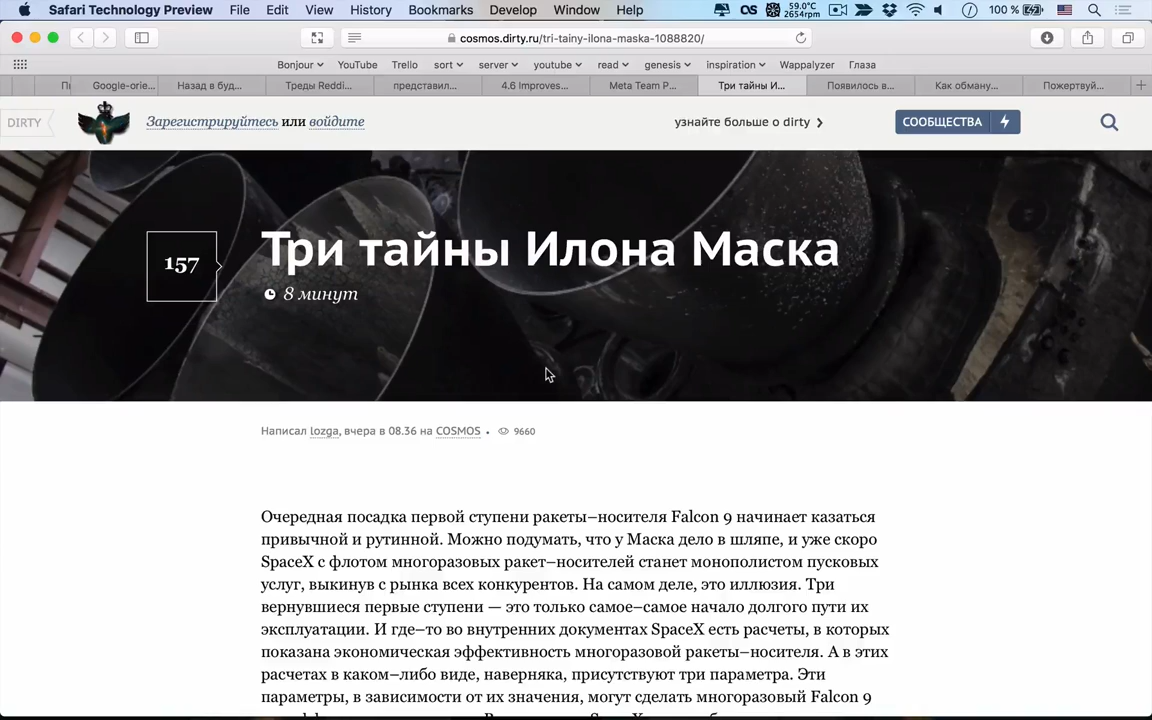 Safari Technology Preview File Edit View History Bookmarks Develop Window Help 59.0°C 2654rpm 100 %
cosmos.dirty.ru/tri-tainy-ilona-maska-1088820/
Bonjour YouTube Trello sort server youtube read genesis inspiration Wappalyzer Глаза
Google-orie... Назад в буд... Треды Reddi... представил... 4.6 Improves... Meta Team P... Три тайны И... Появилось в... Как обману... Пожертвуй...
DIRTY Зарегистрируйтесь или войдите узнайте больше о dirty СООБЩЕСТВА
157
Три тайны Илона Маска
8 минут
Написал lozga, вчера в 08.36 на COSMOS • 9660
Очередная посадка первой ступени ракеты–носителя Falcon 9 начинает казаться
привычной и рутинной. Можно подумать, что у Маска дело в шляпе, и уже скоро
SpaceX с флотом многоразовых ракет–носителей станет монополистом пусковых
услуг, выкинув с рынка всех конкурентов. На самом деле, это иллюзия. Три
вернувшиеся первые ступени — это только самое–самое начало долгого пути их
эксплуатации. И где–то во внутренних документах SpaceX есть расчеты, в которых
показана экономическая эффективность многоразовой ракеты–носителя. А в этих
расчетах в каком–либо виде, наверняка, присутствуют три параметра. Эти
параметры, в зависимости от их значения, могут сделать многоразовый Falcon 9